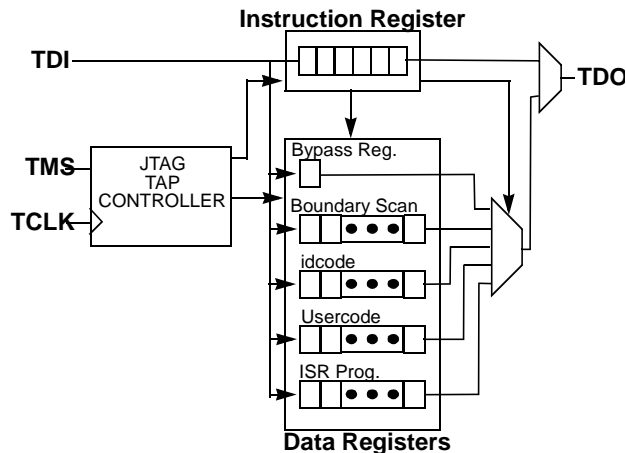 Instruction Register
TDI
TDO
Bypass Reg.
TMS
JTAG
TAP
CONTROLLER
TCLK
Boundary Scan
idcode
Usercode
ISR Prog.
Data Registers